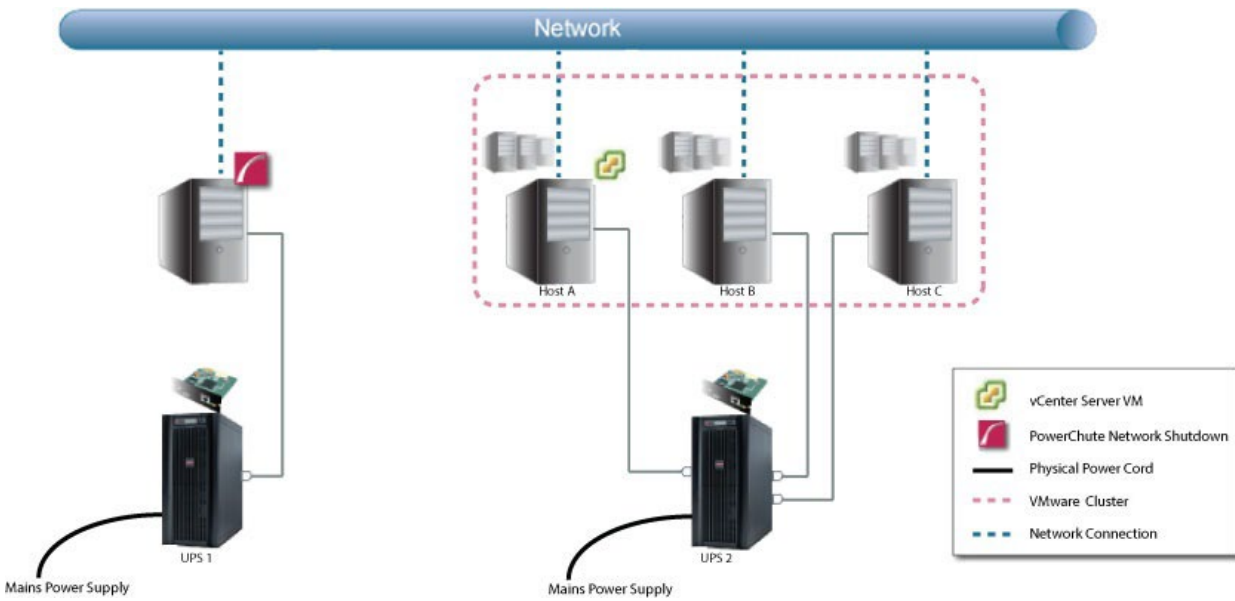 Network
Host A
Host B
Host C
UPS 1
UPS 2
Mains Power Supply
Mains Power Supply
vCenter Server VM
PowerChute Network Shutdown
Physical Power Cord
VMware Cluster
Network Connection